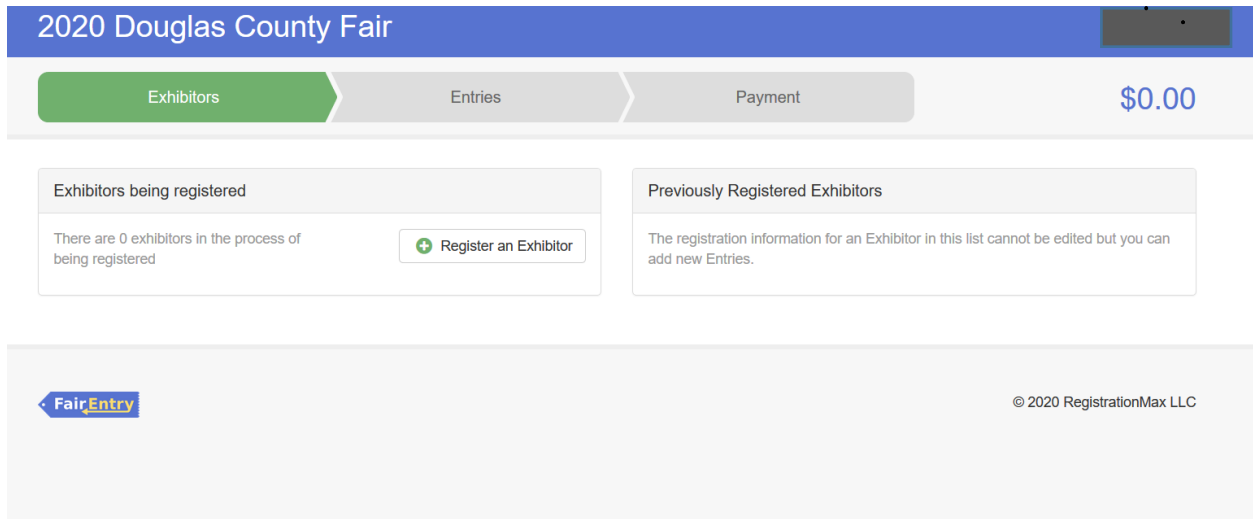 2020 Douglas County Fair
Exhibitors
Entries
Payment
$0.00
Exhibitors being registered
There are 0 exhibitors in the process of
being registered
Register an Exhibitor
Previously Registered Exhibitors
The registration information for an Exhibitor in this list cannot be edited but you can
add new Entries.
FairEntry
© 2020 RegistrationMax LLC